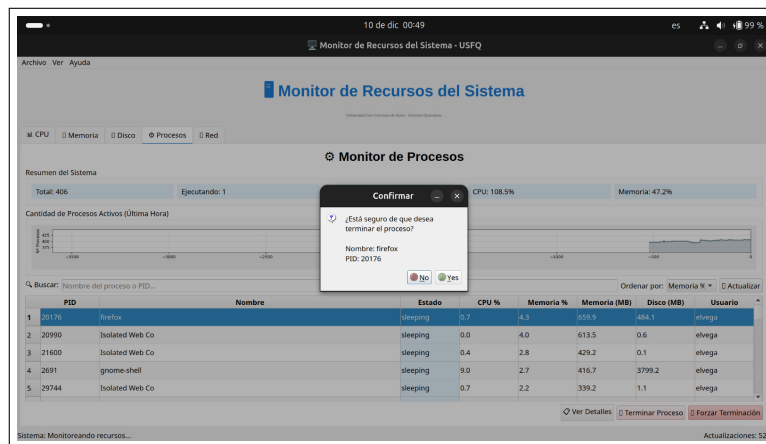 10 de dic 00:49
es
99 %
Monitor de Recursos del Sistema - USFQ
Archivo Ver Ayuda
Monitor de Recursos del Sistema
CPU Memoria Disco Procesos Red
Monitor de Procesos
Resumen del Sistema
Total: 406 Ejecutando: 1 CPU: 108.5% Memoria: 47.2%
Cantidad de Procesos Activos (Última Hora)
-3500 -3000 -2500 -1000 -500 0
Confirmar
¿Está seguro de que desea
terminar el proceso?
Nombre: firefox
PID: 20176
No Yes
Buscar: Nombre del proceso o PID... Ordenar por: Memoria % Actualizar
PID Nombre Estado CPU % Memoria % Memoria (MB) Disco (MB) Usuario
1 20176 firefox sleeping 0.7 4.3 659.9 484.1 elvega
2 20990 Isolated Web Co sleeping 0.0 4.0 613.5 0.6 elvega
3 21600 Isolated Web Co sleeping 0.4 2.8 429.2 0.1 elvega
4 2691 gnome-shell sleeping 9.0 2.7 416.7 3799.2 elvega
5 29744 Isolated Web Co sleeping 0.7 2.2 339.2 1.1 elvega
Ver Detalles Terminar Proceso Forzar Terminación
Sistema: Monitoreando recursos... Actualizaciones: 52